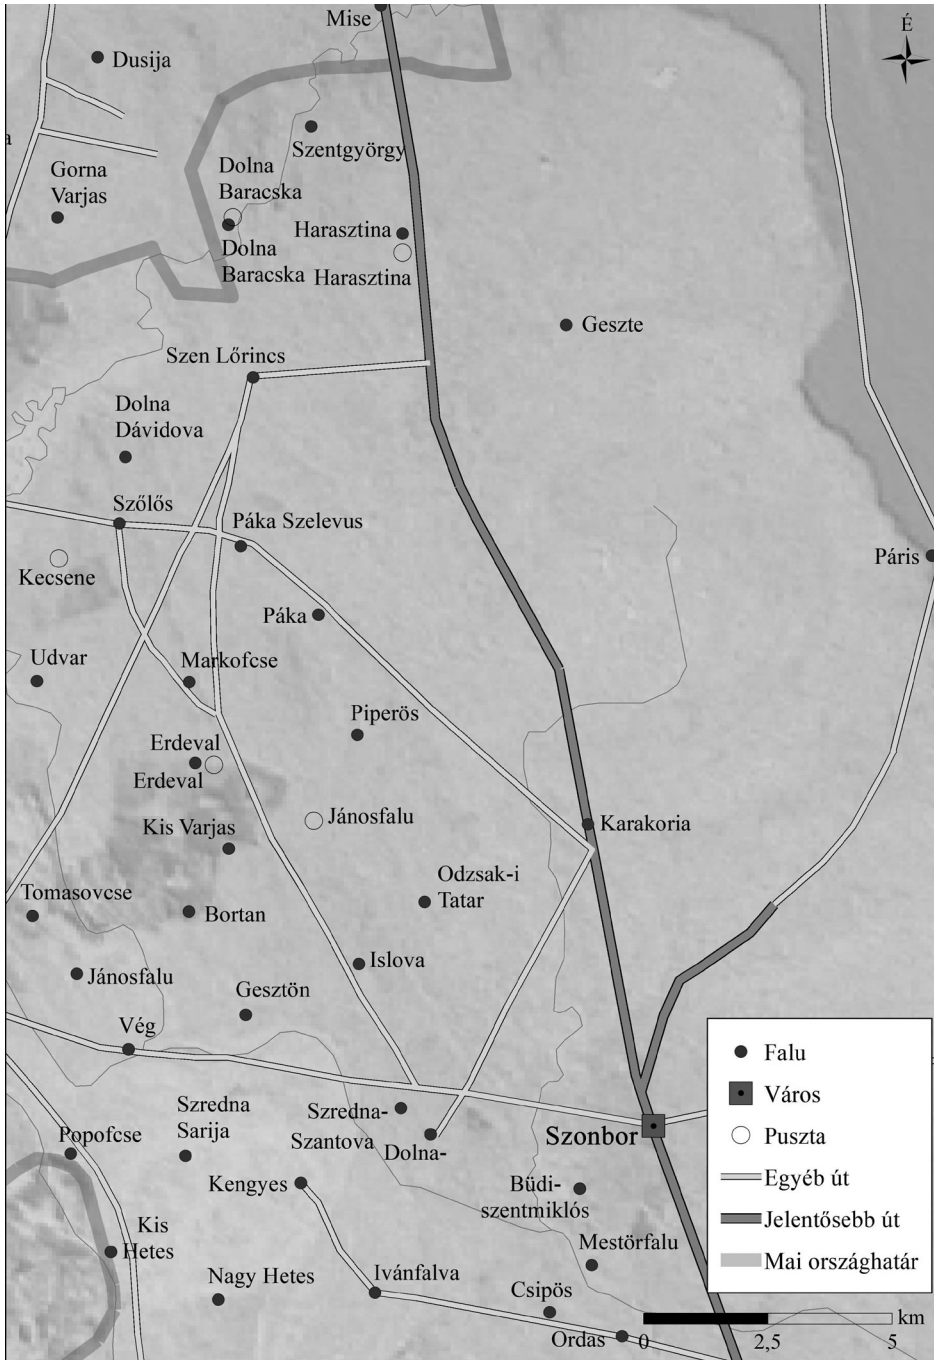 Mise
É
Dusija
a
Szentgyörgy
Gorna
Varjas
Dolna
Baracska
Harasztina
Dolna
Baracska
Harasztina
Geszte
Szen Lőrincs
Dolna
Dávidova
Szőlős
Páka Szelevus
Kecsene
Páris
Páka
Udvar
Markofcse
Piperös
Erdeval
Erdeval
Jánosfalu
Kis Varjas
Karakoria
Odzsak-i
Tatar
Tomasovcse
Bortan
Islova
Jánosfalu
Gesztön
Vég
Szredna
Sarija
Szredna-
Szantova
Dolna-
Szonbor
Popofcse
Kengyes
Büdi-
szentmiklós
Kis
Hetes
Mestörfalu
Nagy Hetes
Ivánfalva
Csipös
Ordas
Falu
Város
Puszta
Egyéb út
Jelentősebb út
Mai országhatár
km
0
2,5
5